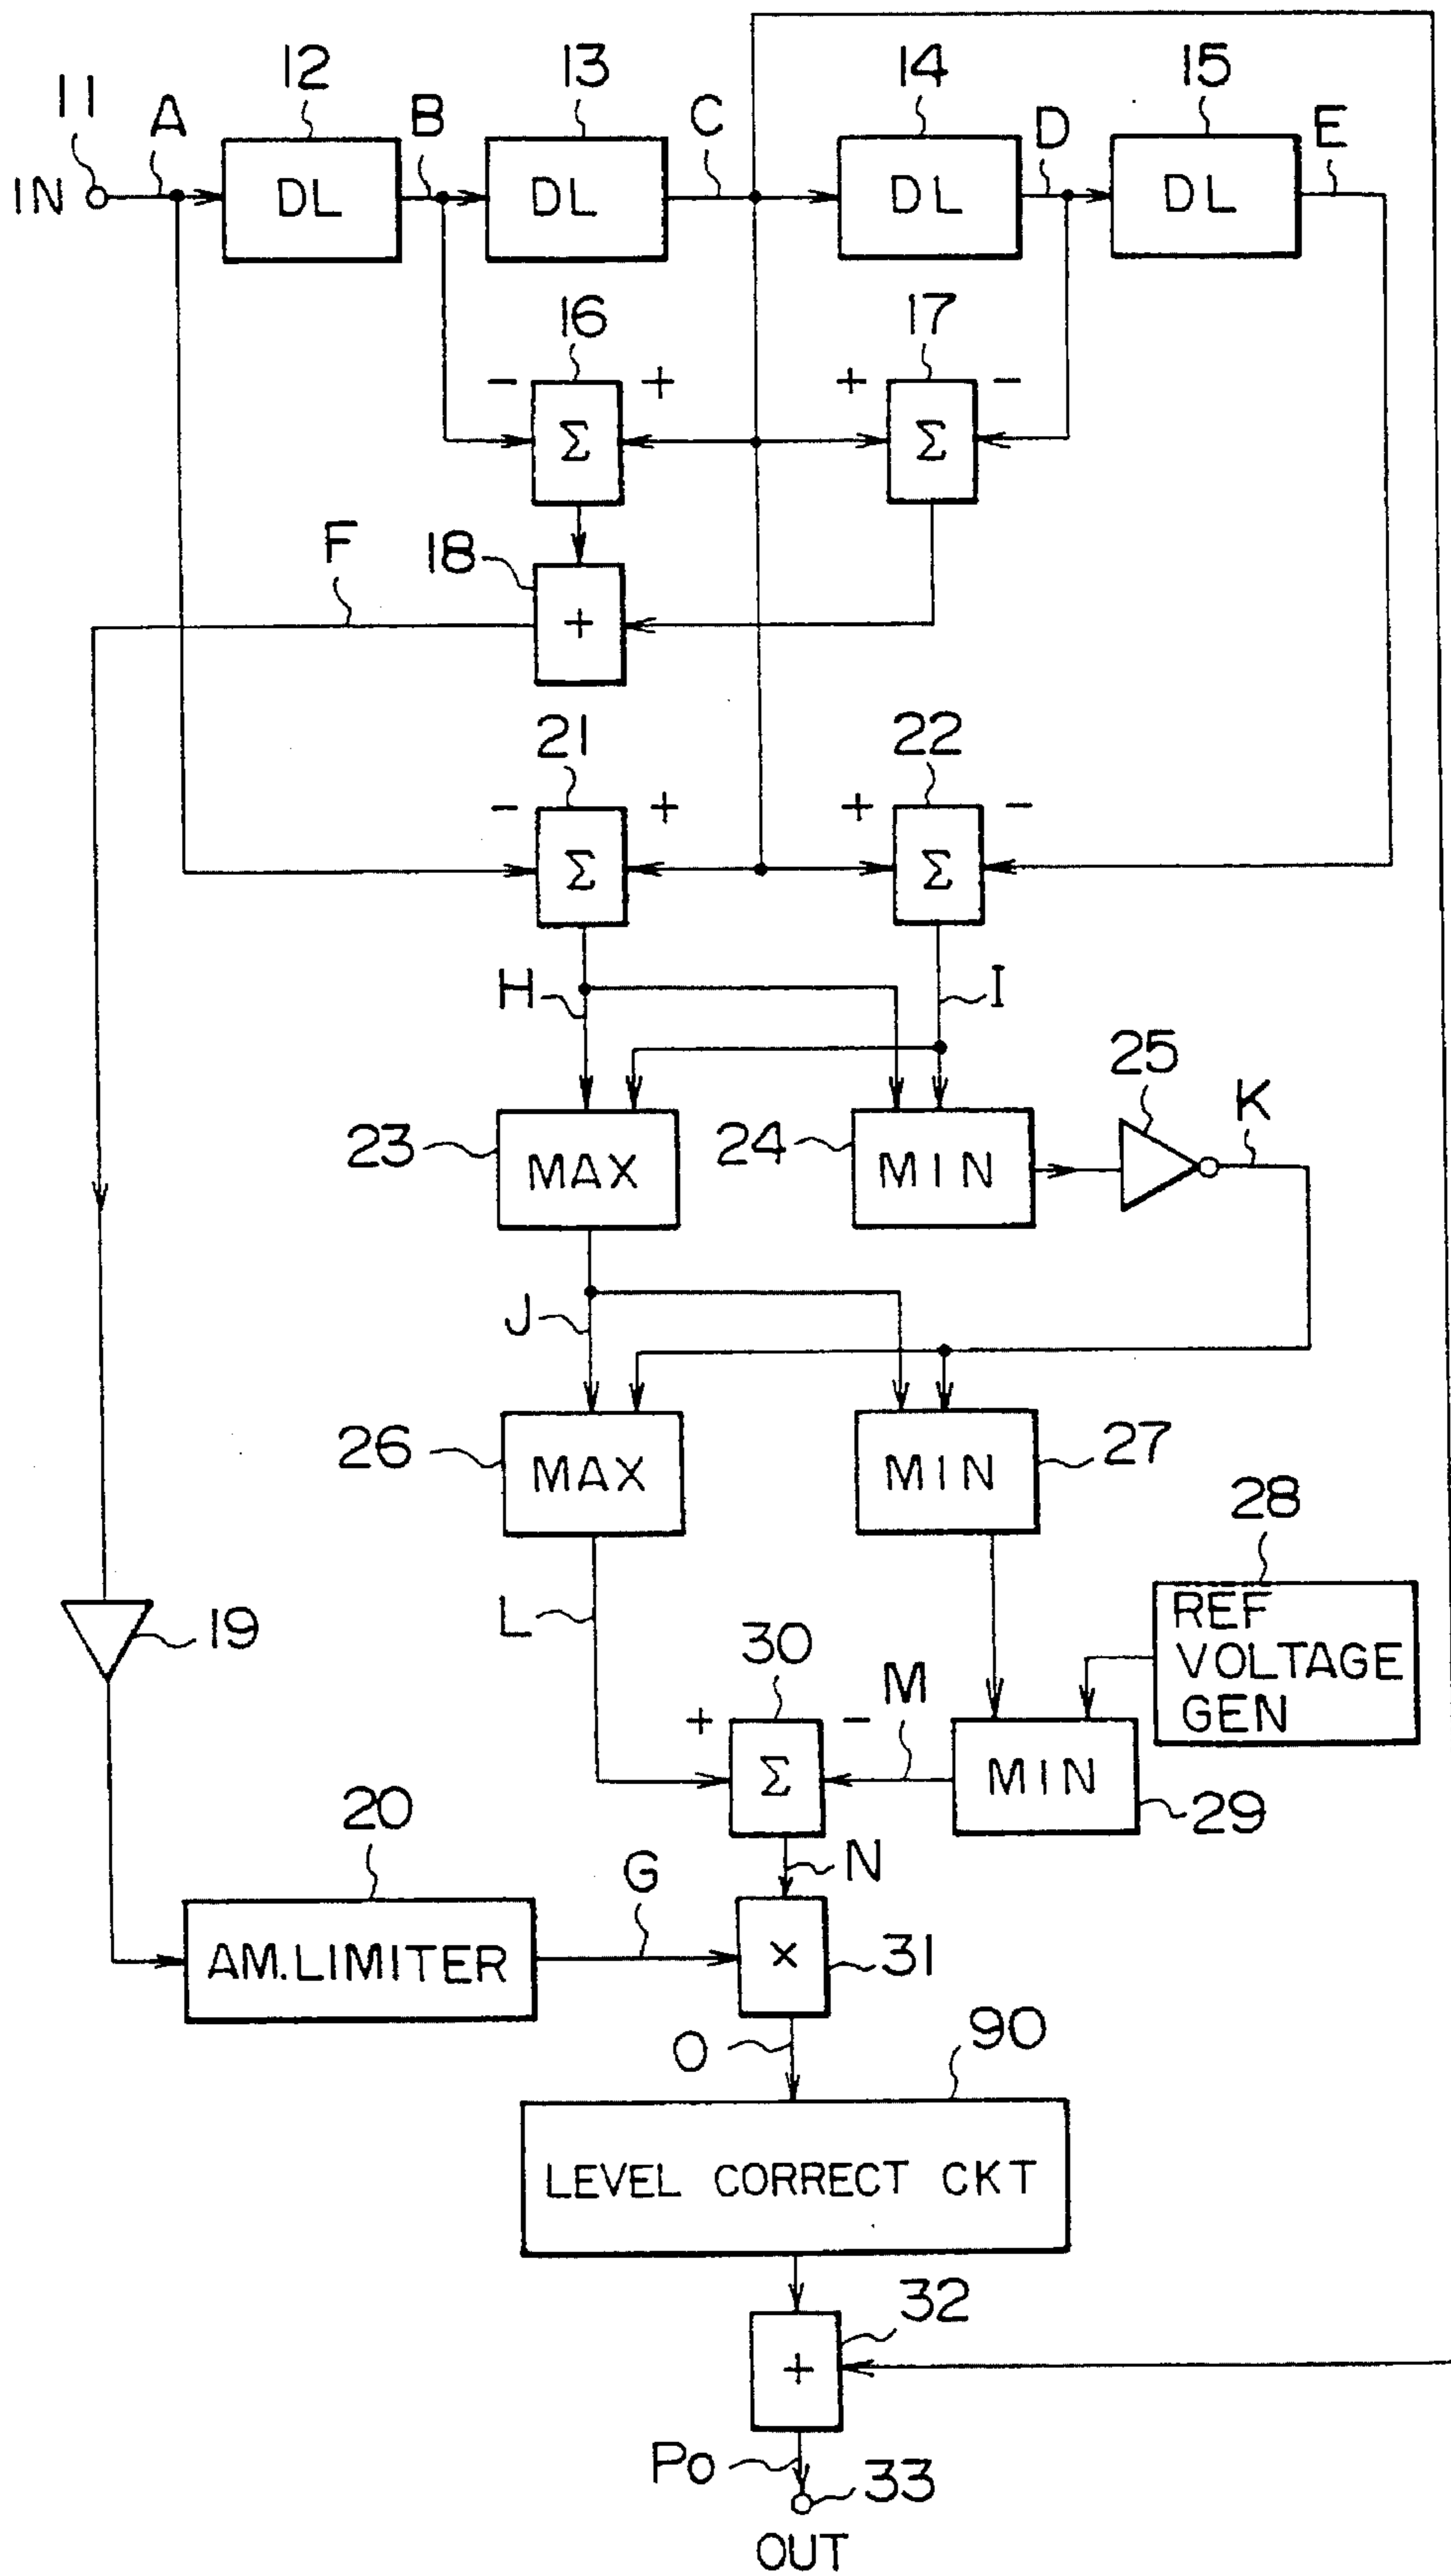 12
13
14
15
11
A
B
C
D
E
IN
DL
DL
DL
DL
16
17
-
+
+
-
Σ
Σ
F
18
+
21
22
-
+
+
-
Σ
Σ
H
I
25
K
23
MAX
24
MIN
J
26
MAX
MIN
27
28
REF
VOLTAGE
GEN
19
L
30
M
+
-
Σ
MIN
29
20
G
N
AM.LIMITER
×
31
O
90
LEVEL CORRECT CKT
32
+
Po
33
OUT